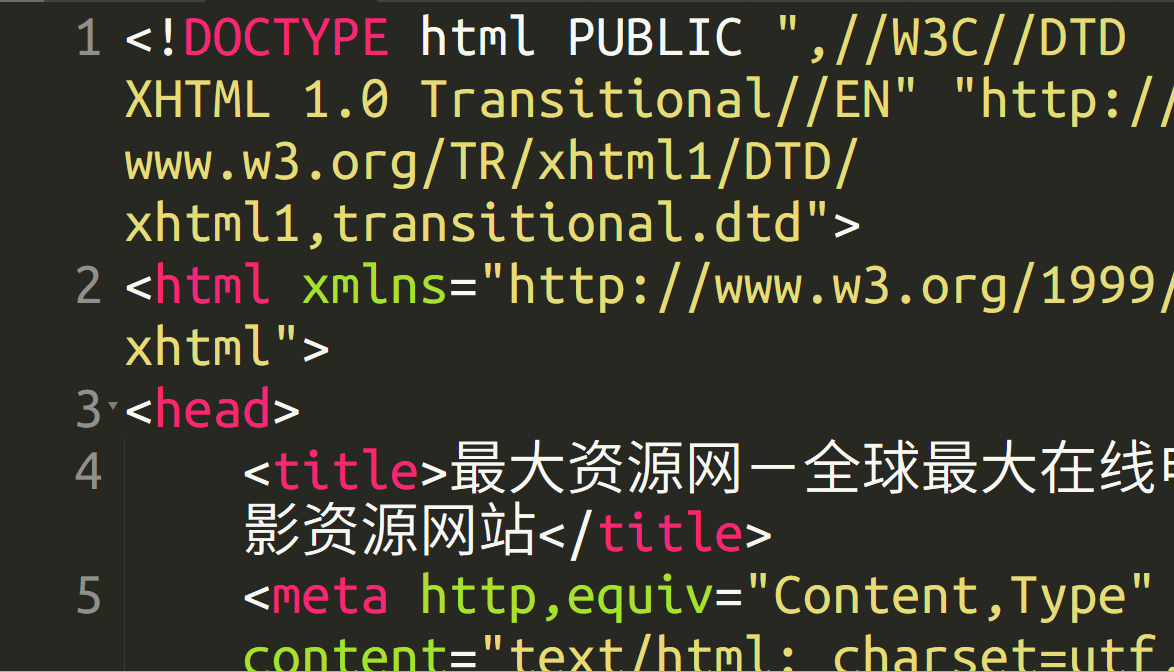 1 <!DOCTYPE html PUBLIC ",//W3C//DTD
XHTML 1.0 Transitional//EN" "http://
www.w3.org/TR/xhtml1/DTD/
xhtml1,transitional.dtd">
2 <html xmlns="http://www.w3.org/1999/
xhtml">
3 <head>
4 <title>最大资源网－全球最大在线电
影资源网站</title>
5 <meta http,equiv="Content,Type"
content="text/html; charset=utf